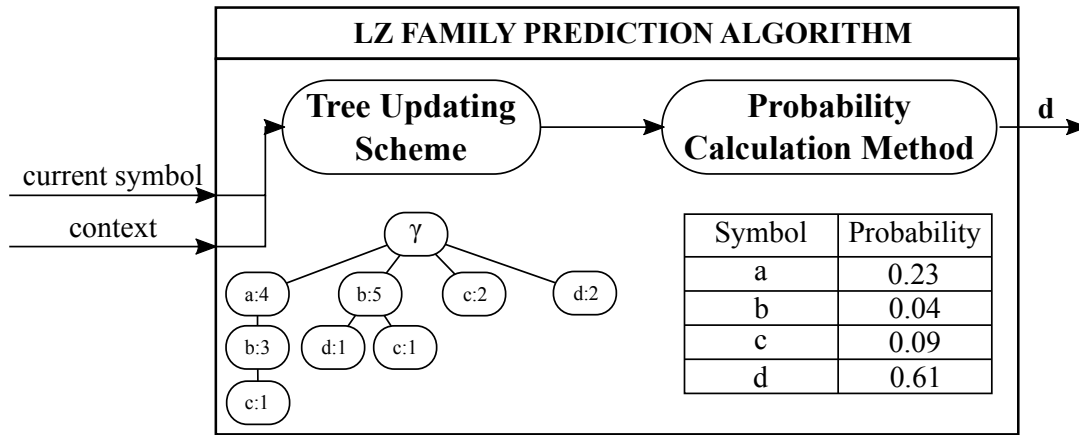 LZ FAMILY PREDICTION ALGORITHM
Tree Updating
Scheme
Probability
Calculation Method
d
current symbol
context
γ
a:4
b:5
c:2
d:2
b:3
d:1
c:1
c:1
Symbol Probability
a 0.23
b 0.04
c 0.09
d 0.61